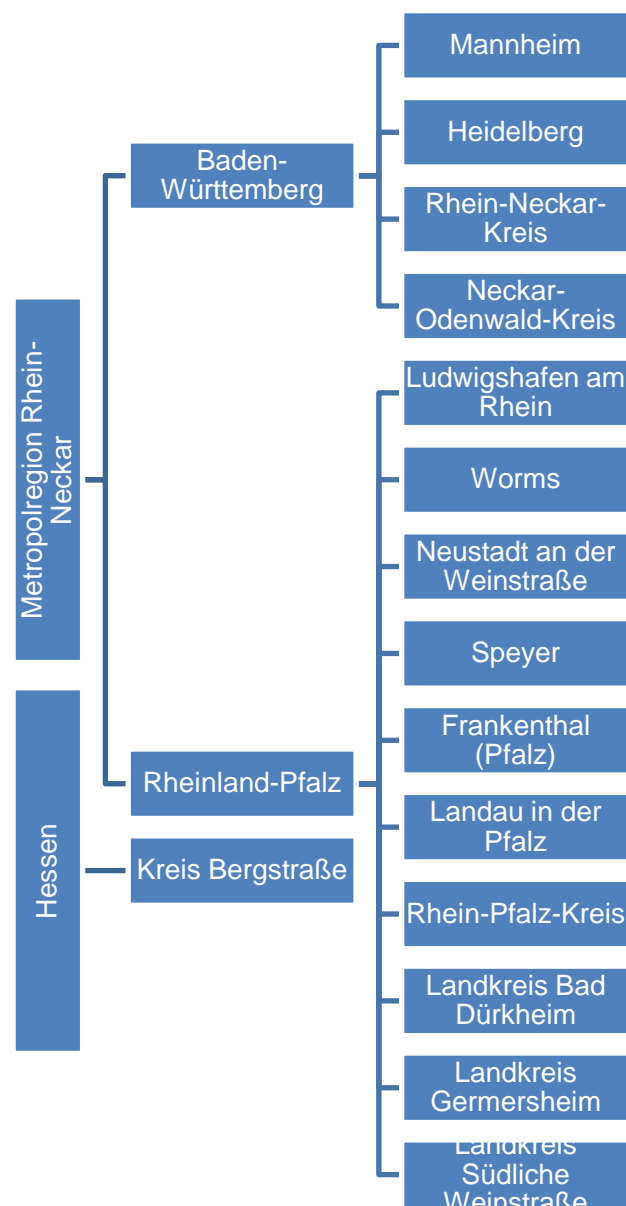 Metropolregion Rhein-
Neckar
Baden-
Württemberg
Mannheim
Heidelberg
Rhein-Neckar-
Kreis
Neckar-
Odenwald-Kreis
Rheinland-Pfalz
Ludwigshafen am
Rhein
Worms
Neustadt an der
Weinstraße
Speyer
Frankenthal
(Pfalz)
Landau in der
Pfalz
Rhein-Pfalz-Kreis
Landkreis Bad
Dürkheim
Landkreis
Germersheim
Landkreis
Südliche
Weinstraße
Hessen
Kreis Bergstraße